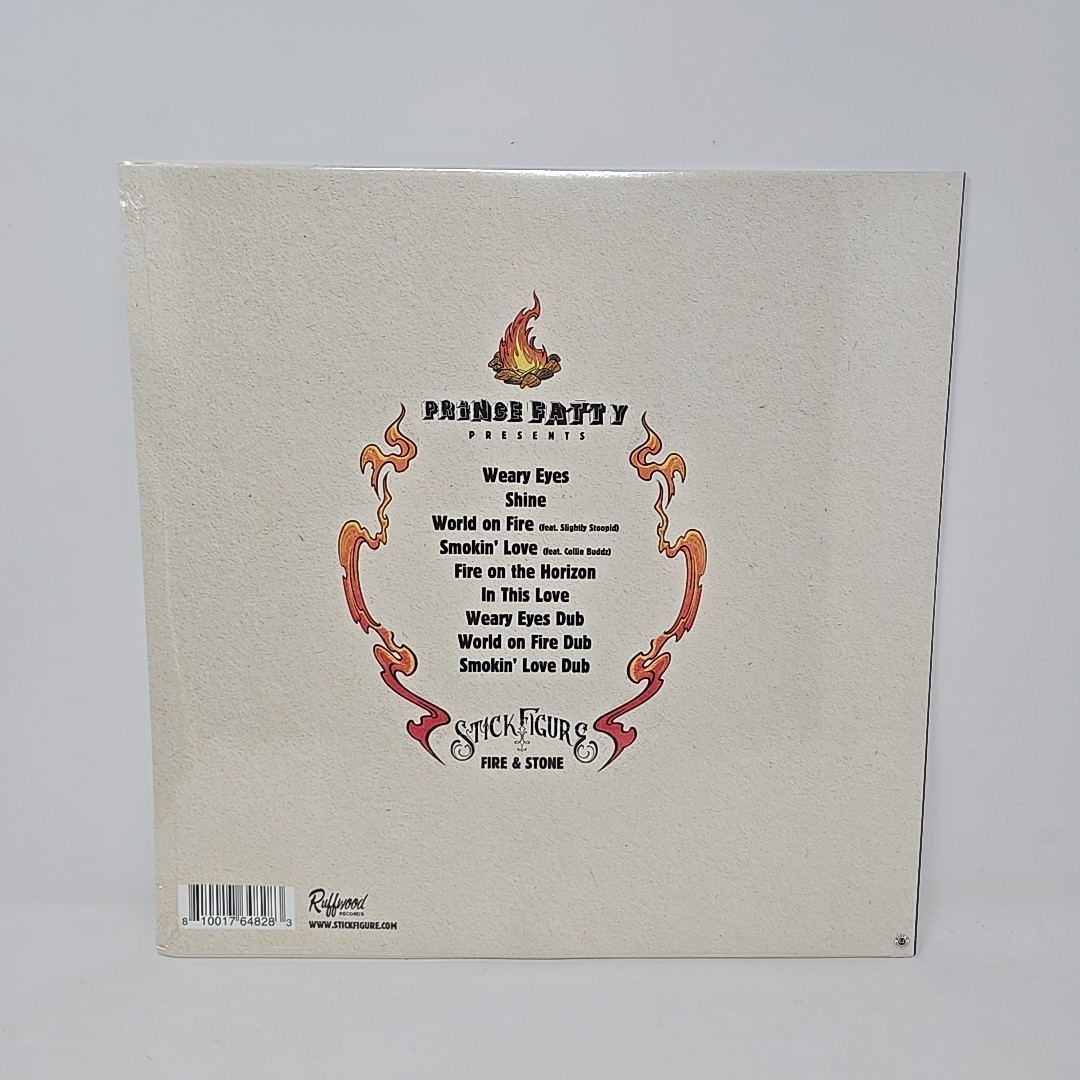 PRINCE FATTY
PRESENTS
Weary Eyes
Shine
World on Fire (feat. Slightly Stoopid)
Smokin' Love (feat. Collie Buddz)
Fire on the Horizon
In This Love
Weary Eyes Dub
World on Fire Dub
Smokin' Love Dub
STICK FIGURE
FIRE & STONE
8 10017 64828 3
Ruffwood
RECORDS
WWW.STICKFIGURE.COM